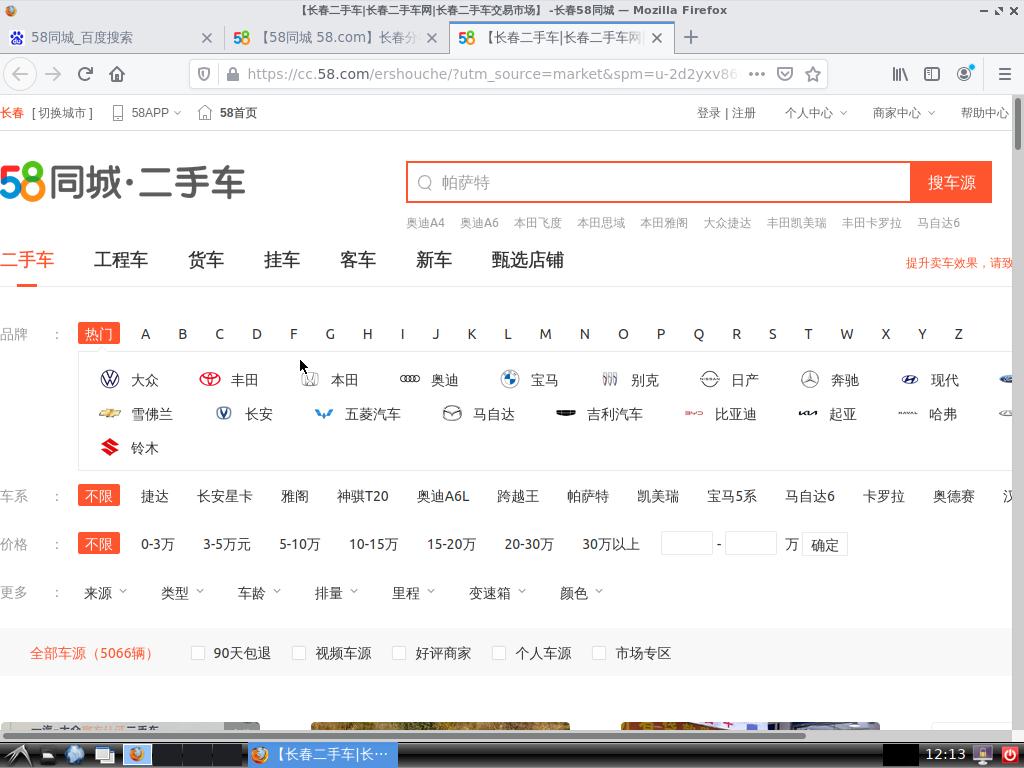 【长春二手车|长春二手车网|长春二手车交易市场】 -长春58同城 — Mozilla Firefox
58同城_百度搜索
【58同城 58.com】长春分
【长春二手车|长春二手车网|
https://cc.58.com/ershouche/?utm_source=market&spm=u-2d2yxv86
长春 [ 切换城市 ] 58APP 58首页 登录 | 注册 个人中心 商家中心 帮助中心
58同城·二手车
帕萨特 搜车源
奥迪A4 奥迪A6 本田飞度 本田思域 本田雅阁 大众捷达 丰田凯美瑞 丰田卡罗拉 马自达6
二手车 工程车 货车 挂车 客车 新车 甄选店铺 提升卖车效果，请致
品牌 : 热门 A B C D F G H I J K L M N O P Q R S T W X Y Z
大众 丰田 本田 奥迪 宝马 别克 日产 奔驰 现代
雪佛兰 长安 五菱汽车 马自达 吉利汽车 比亚迪 起亚 哈弗
铃木
车系 : 不限 捷达 长安星卡 雅阁 神骐T20 奥迪A6L 跨越王 帕萨特 凯美瑞 宝马5系 马自达6 卡罗拉 奥德赛
价格 : 不限 0-3万 3-5万元 5-10万 10-15万 15-20万 20-30万 30万以上 - 万 确定
更多 : 来源 类型 车龄 排量 里程 变速箱 颜色
全部车源（5066辆） 90天包退 视频车源 好评商家 个人车源 市场专区
【长春二手车|长···
12:13